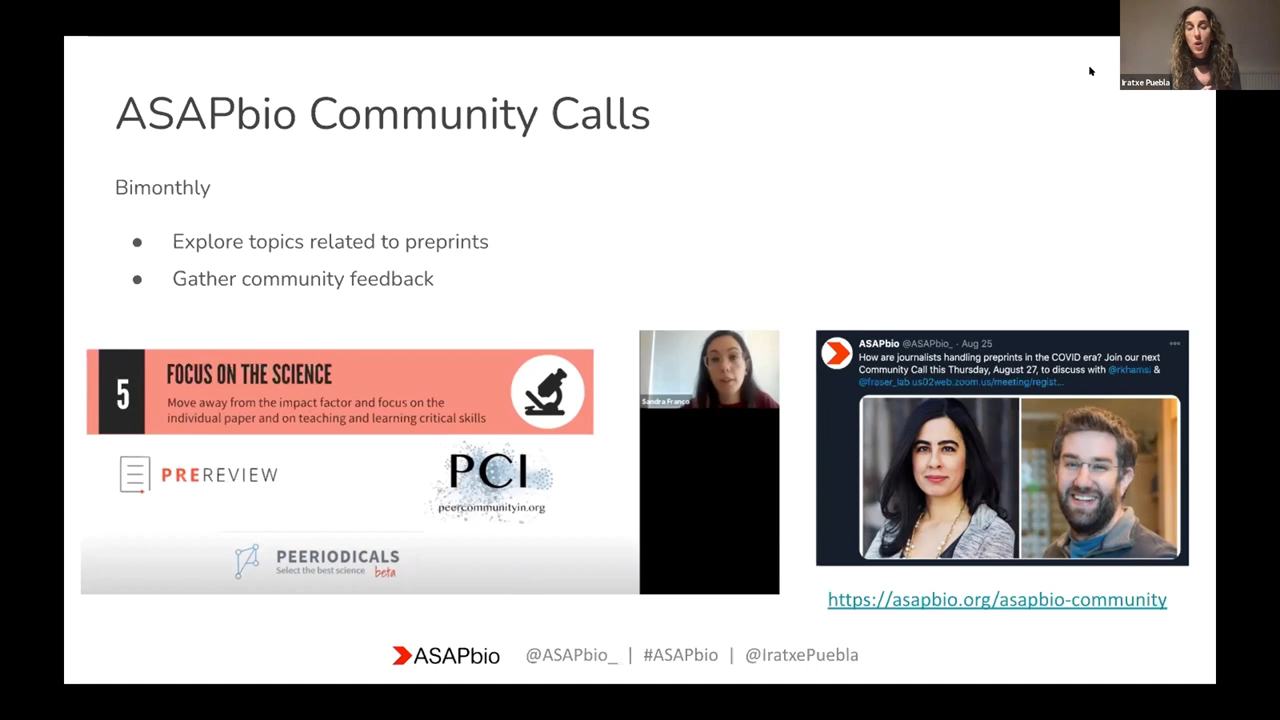 Iratxe Puebla
ASAPbio Community Calls
Bimonthly
● Explore topics related to preprints
● Gather community feedback
5
FOCUS ON THE SCIENCE
Move away from the impact factor and focus on the
individual paper and on teaching and learning critical skills
PREREVIEW
PCI
peercommunityin.org
PEERIODICALS
Select the best science beta
Sandra Franco
ASAPbio @ASAPbio_ · Aug 25
How are journalists handling preprints in the COVID era? Join our next
Community Call this Thursday, August 27, to discuss with @rkhamsi &
@fraser_lab us02web.zoom.us/meeting/regist...
https://asapbio.org/asapbio-community
ASAPbio @ASAPbio_ | #ASAPbio | @IratxePuebla